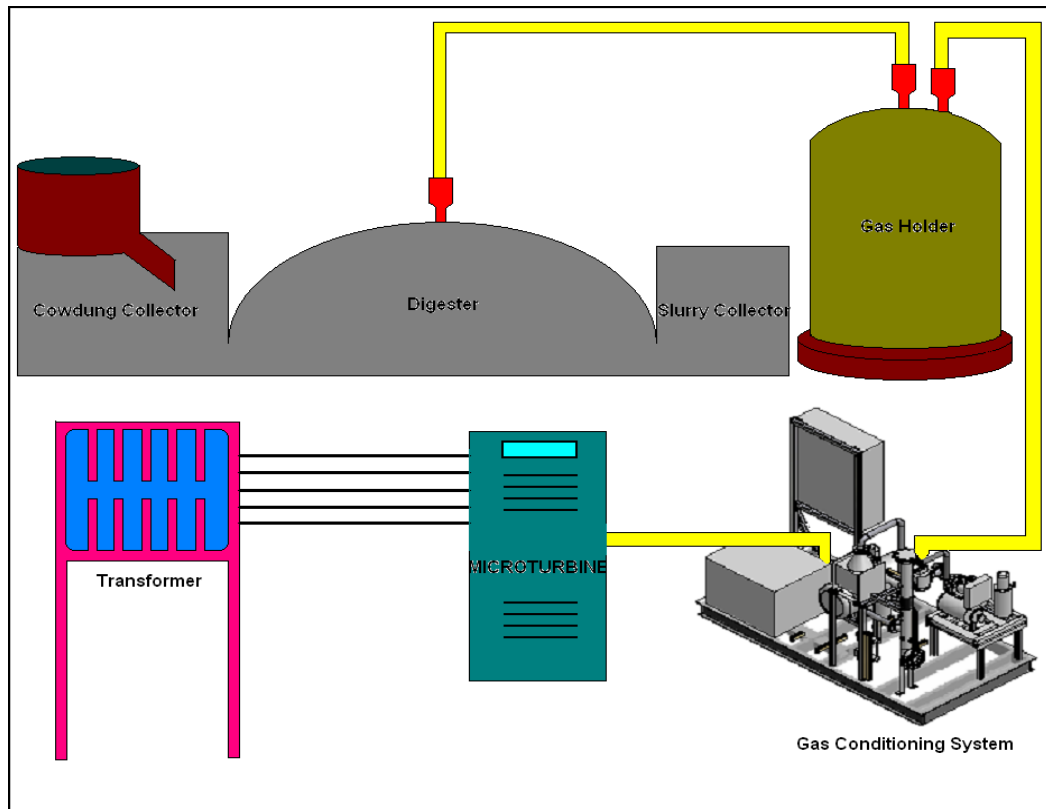 Gas Holder
Cowdung Collector
Digester
Slurry Collector
Transformer
MICROTURBINE
Gas Conditioning System